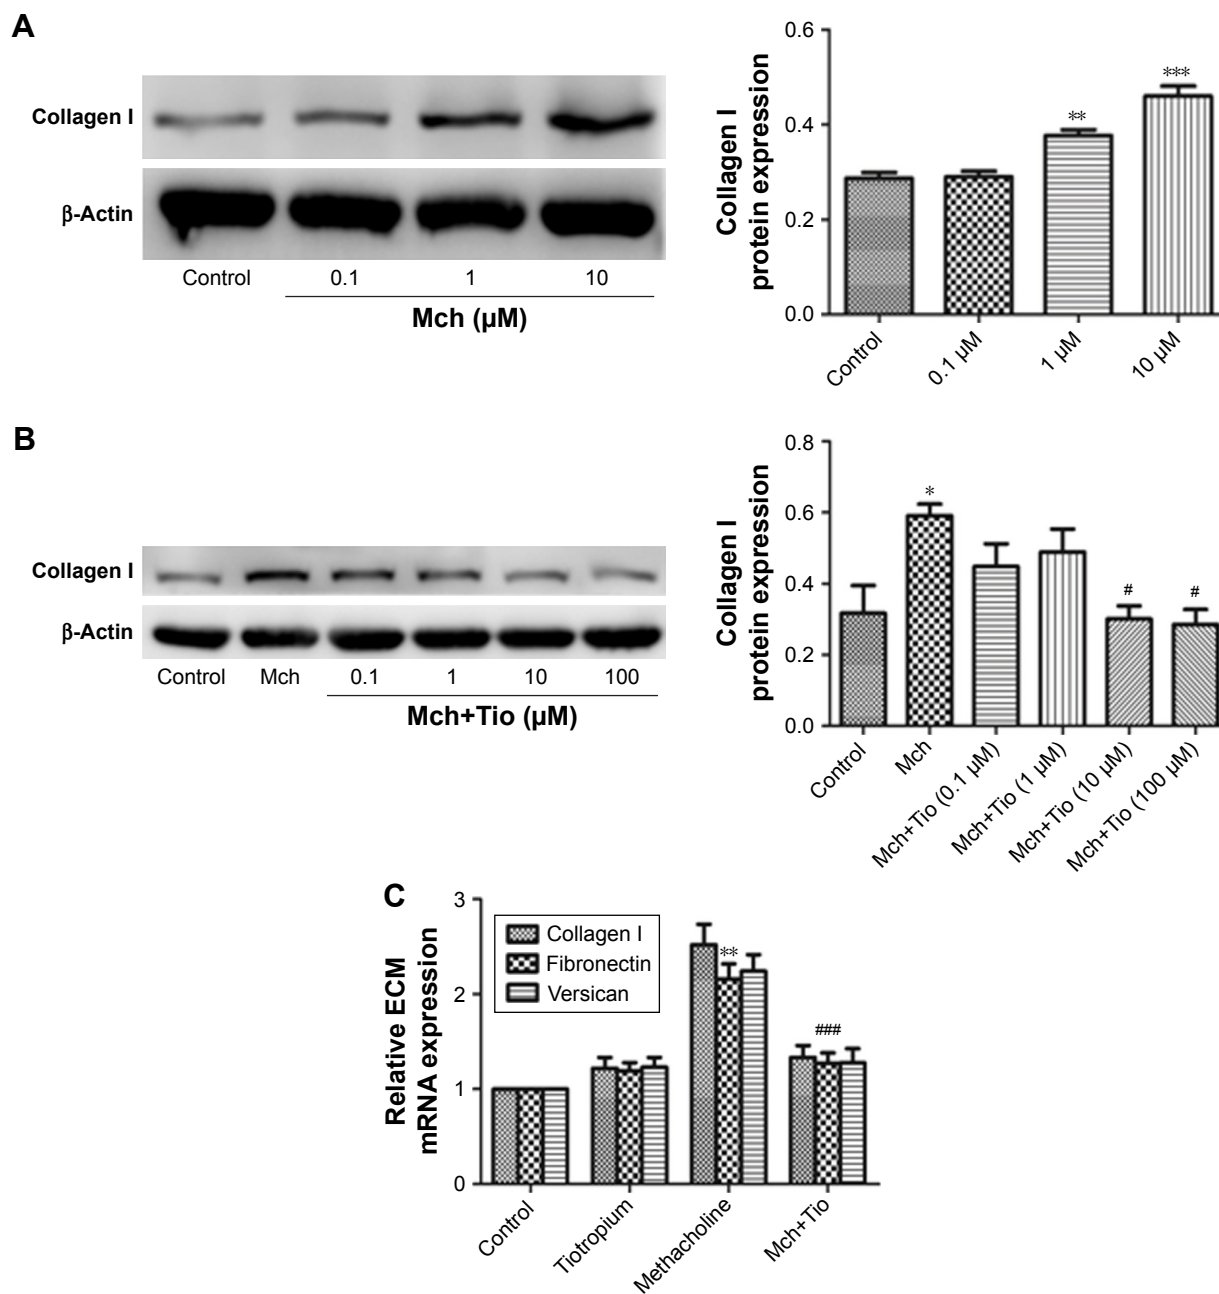 A
Collagen I
β-Actin
Control 0.1 1 10
Mch (µM)
Collagen I
protein expression
0.6
0.4
0.2
0.0
**
***
Control
0.1 µM
1 µM
10 µM
B
Collagen I
β-Actin
Control Mch 0.1 1 10 100
Mch+Tio (µM)
Collagen I
protein expression
0.8
0.6
0.4
0.2
0.0
*
#
#
Control
Mch
Mch+Tio (0.1 µM)
Mch+Tio (1 µM)
Mch+Tio (10 µM)
Mch+Tio (100 µM)
C
Relative ECM
mRNA expression
3
2
1
0
Collagen I
Fibronectin
Versican
**
###
Control
Tiotropium
Methacholine
Mch+Tio